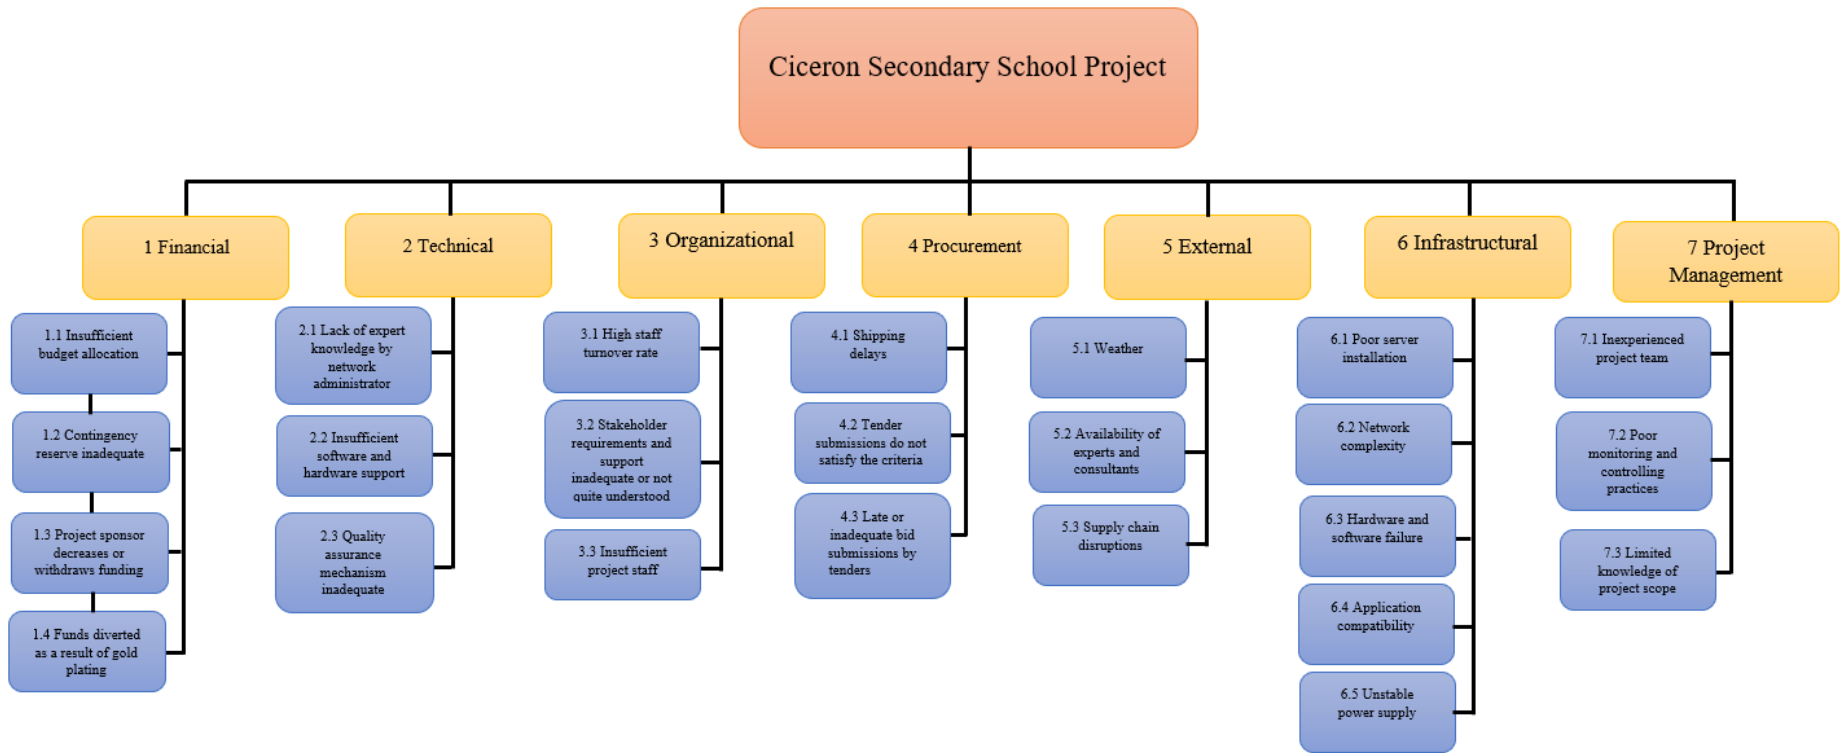 Ciceron Secondary School Project
1 Financial
2 Technical
3 Organizational
4 Procurement
5 External
6 Infrastructural
7 Project
Management
1.1 Insufficient
budget allocation
1.2 Contingency
reserve inadequate
1.3 Project sponsor
decreases or
withdraws funding
1.4 Funds diverted
as a result of gold
plating
2.1 Lack of expert
knowledge by
network
administrator
2.2 Insufficient
software and
hardware support
2.3 Quality
assurance
mechanism
inadequate
3.1 High staff
turnover rate
3.2 Stakeholder
requirements and
support
inadequate or not
quite understood
3.3 Insufficient
project staff
4.1 Shipping
delays
4.2 Tender
submissions do not
satisfy the criteria
4.3 Late or
inadequate bid
submissions by
tenders
5.1 Weather
5.2 Availability of
experts and
consultants
5.3 Supply chain
disruptions
6.1 Poor server
installation
6.2 Network
complexity
6.3 Hardware and
software failure
6.4 Application
compatibility
6.5 Unstable
power supply
7.1 Inexperienced
project team
7.2 Poor
monitoring and
controlling
practices
7.3 Limited
knowledge of
project scope